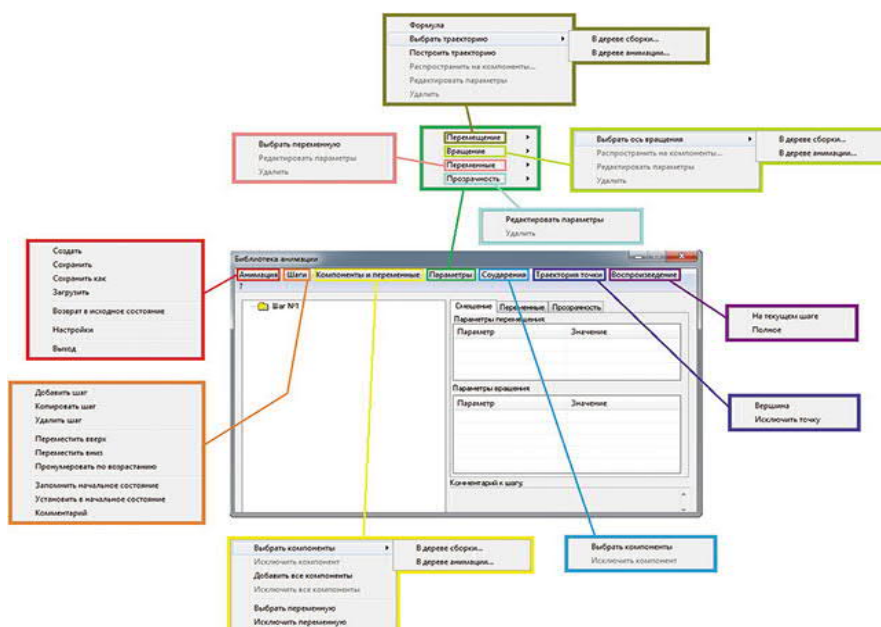 Формула
Выбрать траекторию
Построить траекторию
Распространить на компоненты...
Редактировать параметры
Удалить
В дереве сборки...
В дереве анимации...
Перемещение
Вращение
Переменные
Прозрачность
Выбрать переменную
Редактировать параметры
Удалить
Выбрать ось вращения
Распространить на компоненты...
Редактировать параметры
Удалить
В дереве сборки...
В дереве анимации...
Редактировать параметры
Удалить
Создать
Сохранить
Сохранить как
Загрузить
Возврат в исходное состояние
Настройки
Выход
Библиотека анимации
Анимация Шаги Компоненты и переменные Параметры Соударения Траектория точки Воспроизведение
?
Шаг №1
Смещение Переменные Прозрачность
Параметры перемещения
Параметр Значение
Параметры вращения
Параметр Значение
Комментарий к шагу
На текущем шаге
Полное
Вершина
Исключить точку
Добавить шаг
Копировать шаг
Удалить шаг
Переместить вверх
Переместить вниз
Пронумеровать по возрастанию
Запомнить начальное состояние
Установить в начальное состояние
Комментарий
Выбрать компоненты
Исключить компонент
Добавить все компоненты
Исключить все компоненты
Выбрать переменную
Исключить переменную
В дереве сборки...
В дереве анимации...
Выбрать компоненты
Исключить компонент